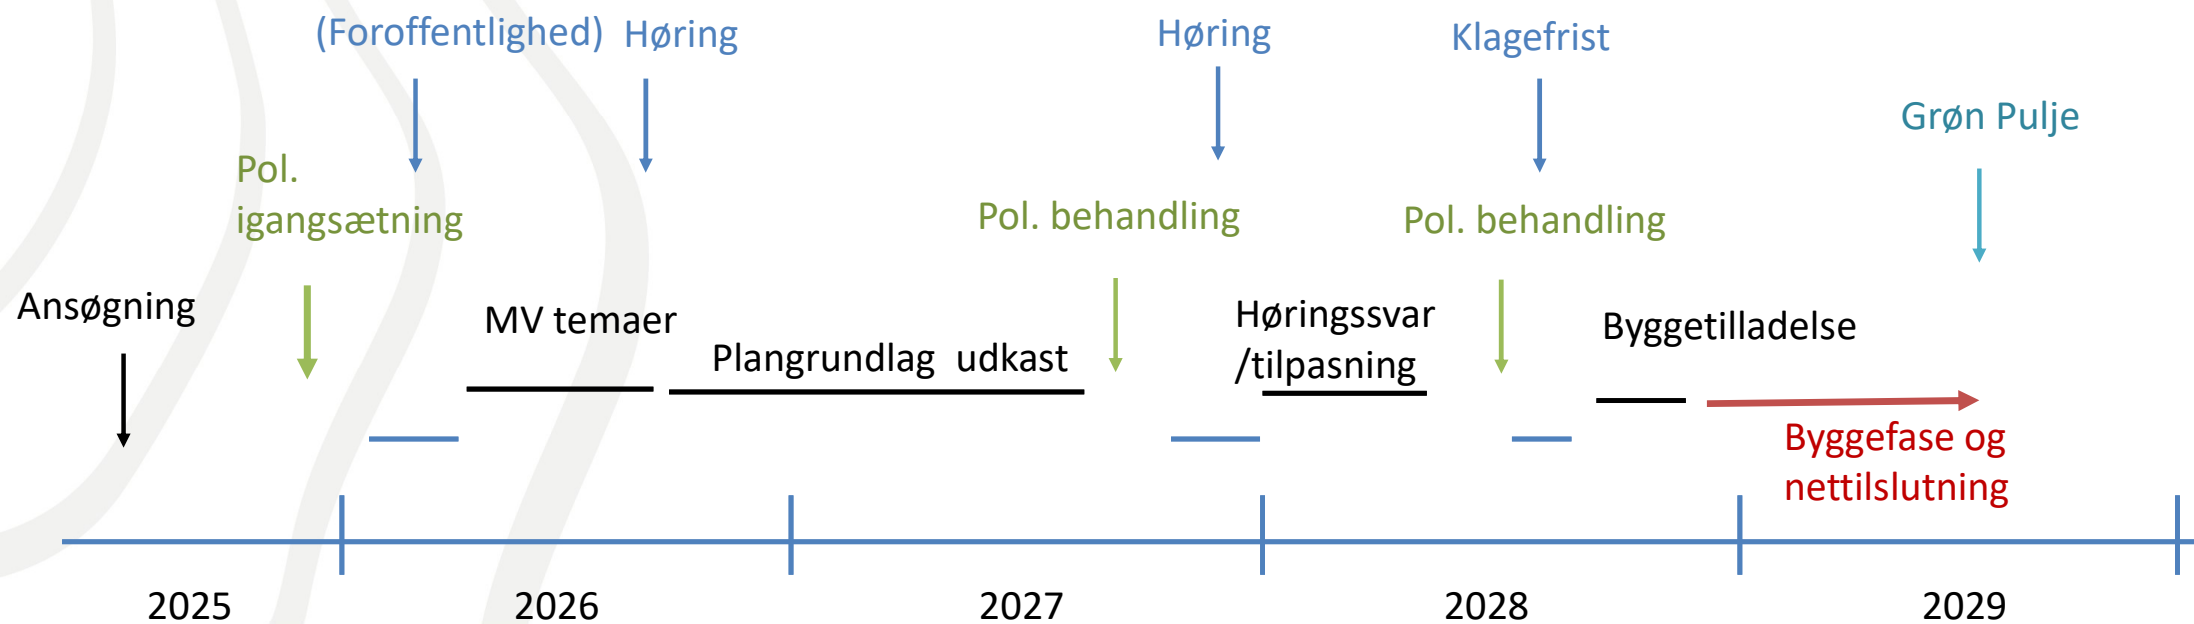 (Foroffentlighed) Høring
Høring
Klagefrist
Grøn Pulje
Pol.
igangsætning
Pol. behandling
Pol. behandling
Ansøgning
MV temaer
Plangrundlag udkast
Høringssvar
/tilpasning
Byggetilladelse
Byggefase og
nettilslutning
2025
2026
2027
2028
2029